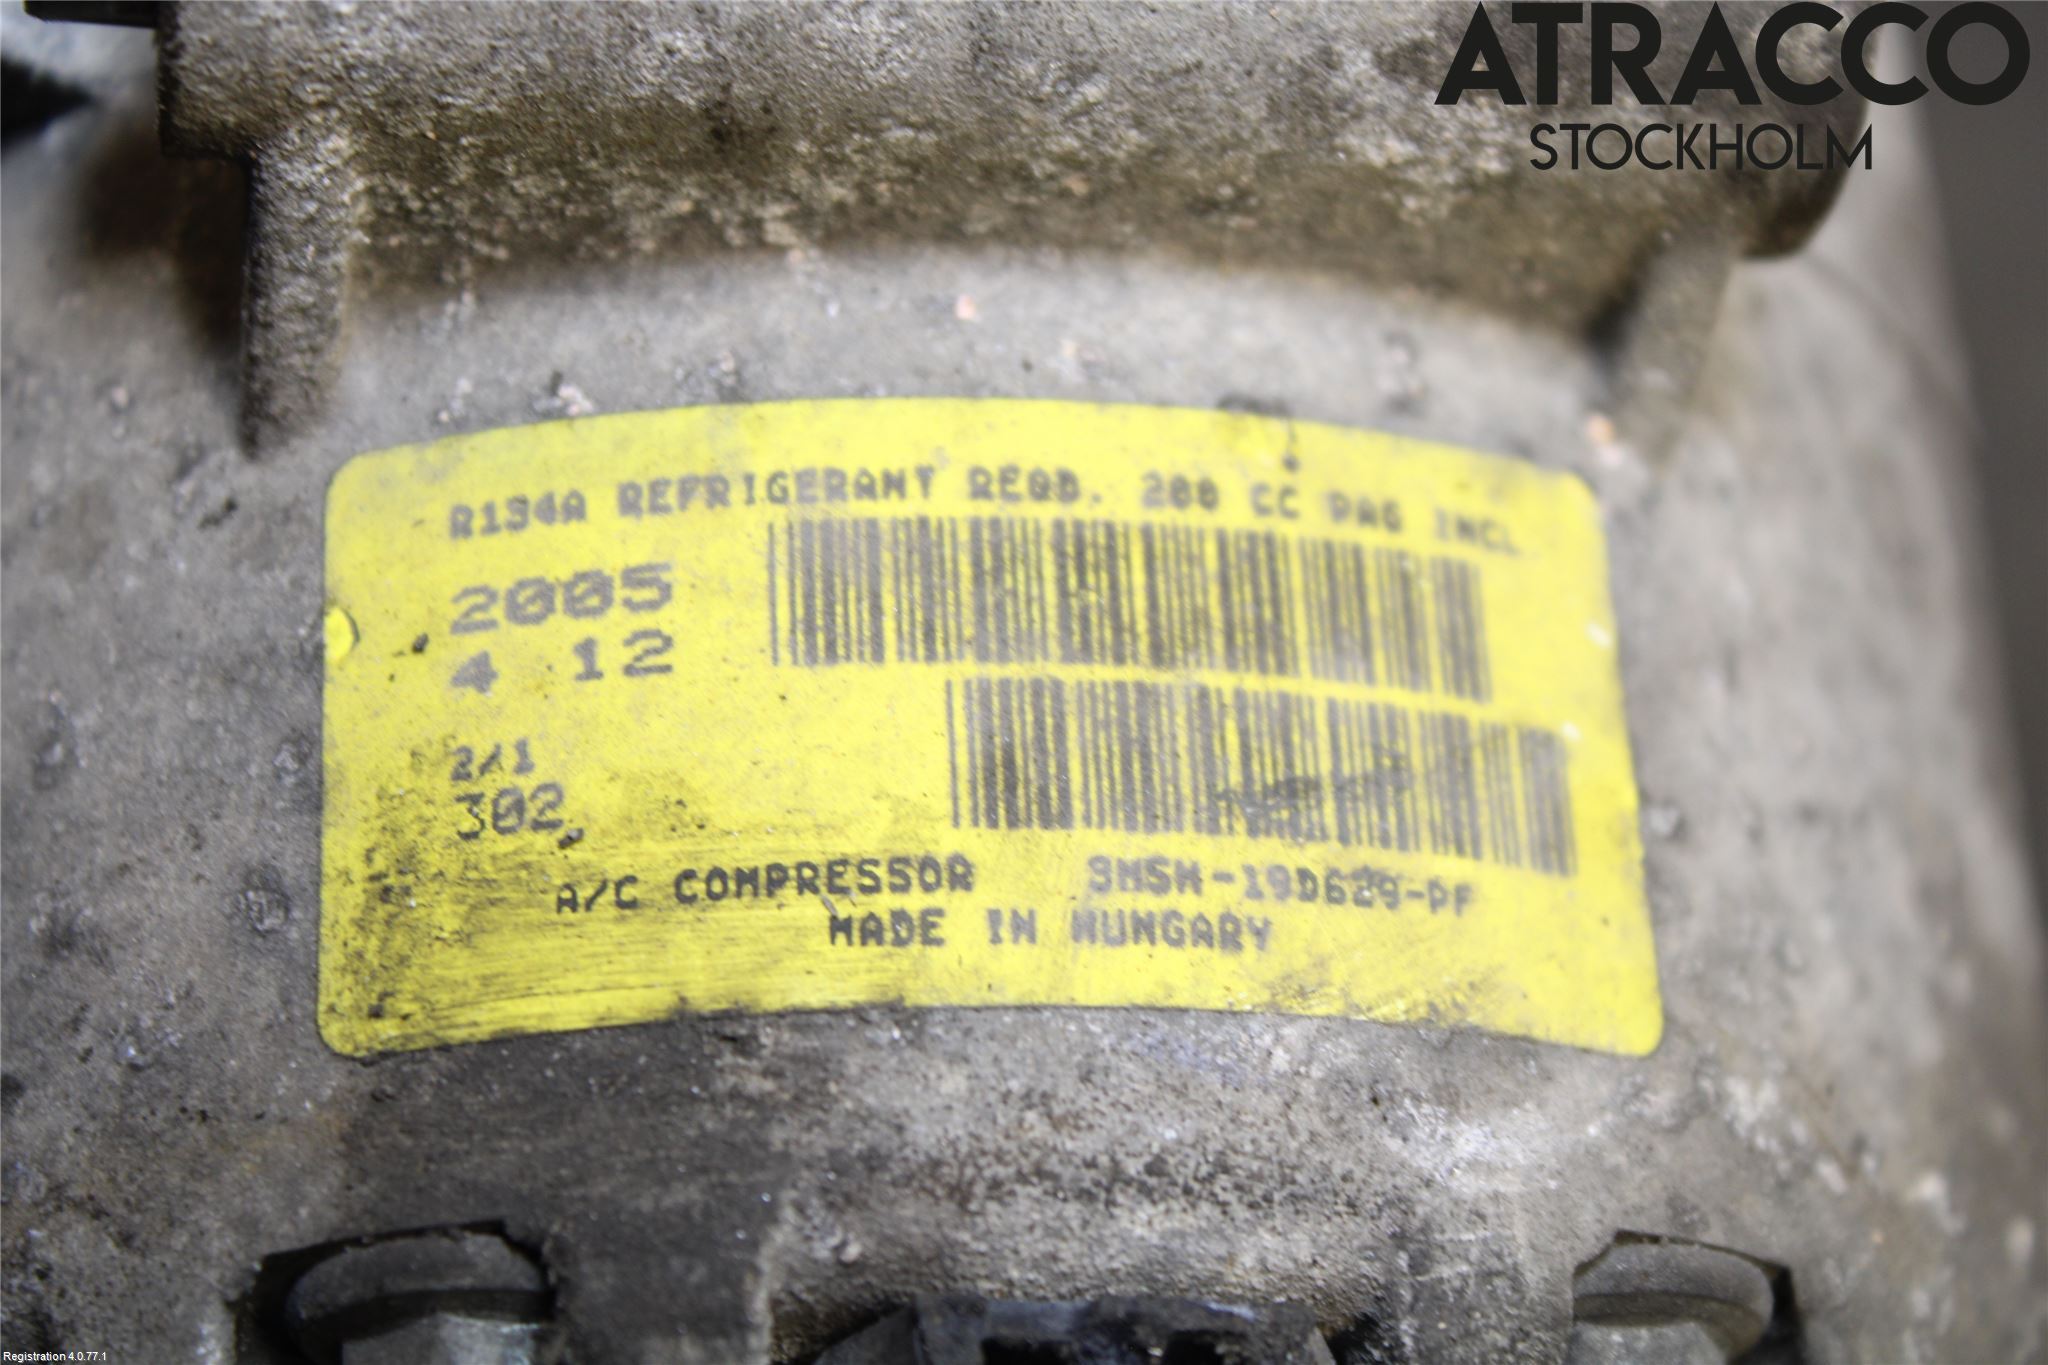 ATRACCO
STOCKHOLM
R134A REFRIGERANT REQD. 200 CC PAG INCL
2005
4 12
2/1
302
A/C COMPRESSOR 3M5H-19D629-PF
MADE IN HUNGARY
Registration 4.0.77.1